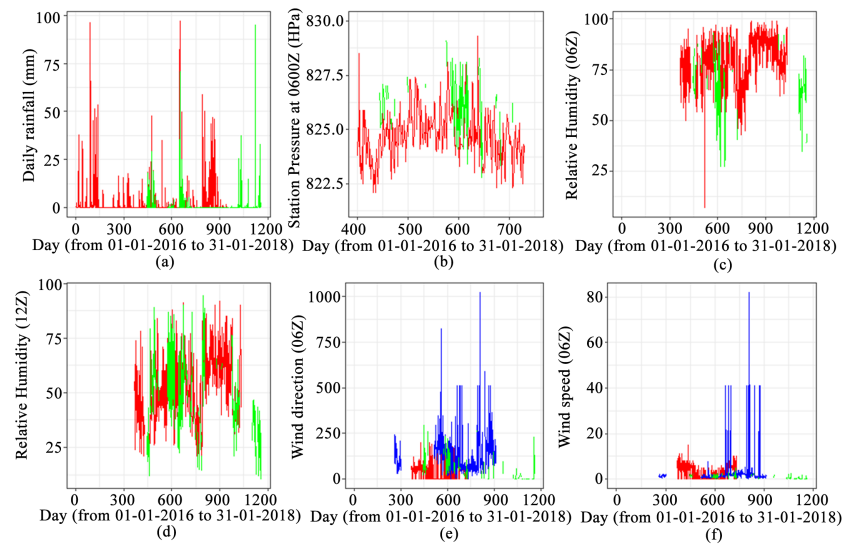 Daily rainfall (mm)
100
75
50
25
0
0 300 600 900 1200
Day (from 01-01-2016 to 31-01-2018)
(a)
Station Pressure at 0600Z (HPa)
830.0
827.5
825.0
822.5
400 500 600 700
Day (from 01-01-2016 to 31-01-2018)
(b)
Relative Humidity (06Z)
100
75
50
25
0 300 600 900 1200
Day (from 01-01-2016 to 31-01-2018)
(c)
Relative Humidity (12Z)
100
75
50
25
0 300 600 900 1200
Day (from 01-01-2016 to 31-01-2018)
(d)
Wind direction (06Z)
1000
750
500
250
0
0 300 600 900 1200
Day (from 01-01-2016 to 31-01-2018)
(e)
Wind speed (06Z)
80
60
40
20
0
0 300 600 900 1200
Day (from 01-01-2016 to 31-01-2018)
(f)